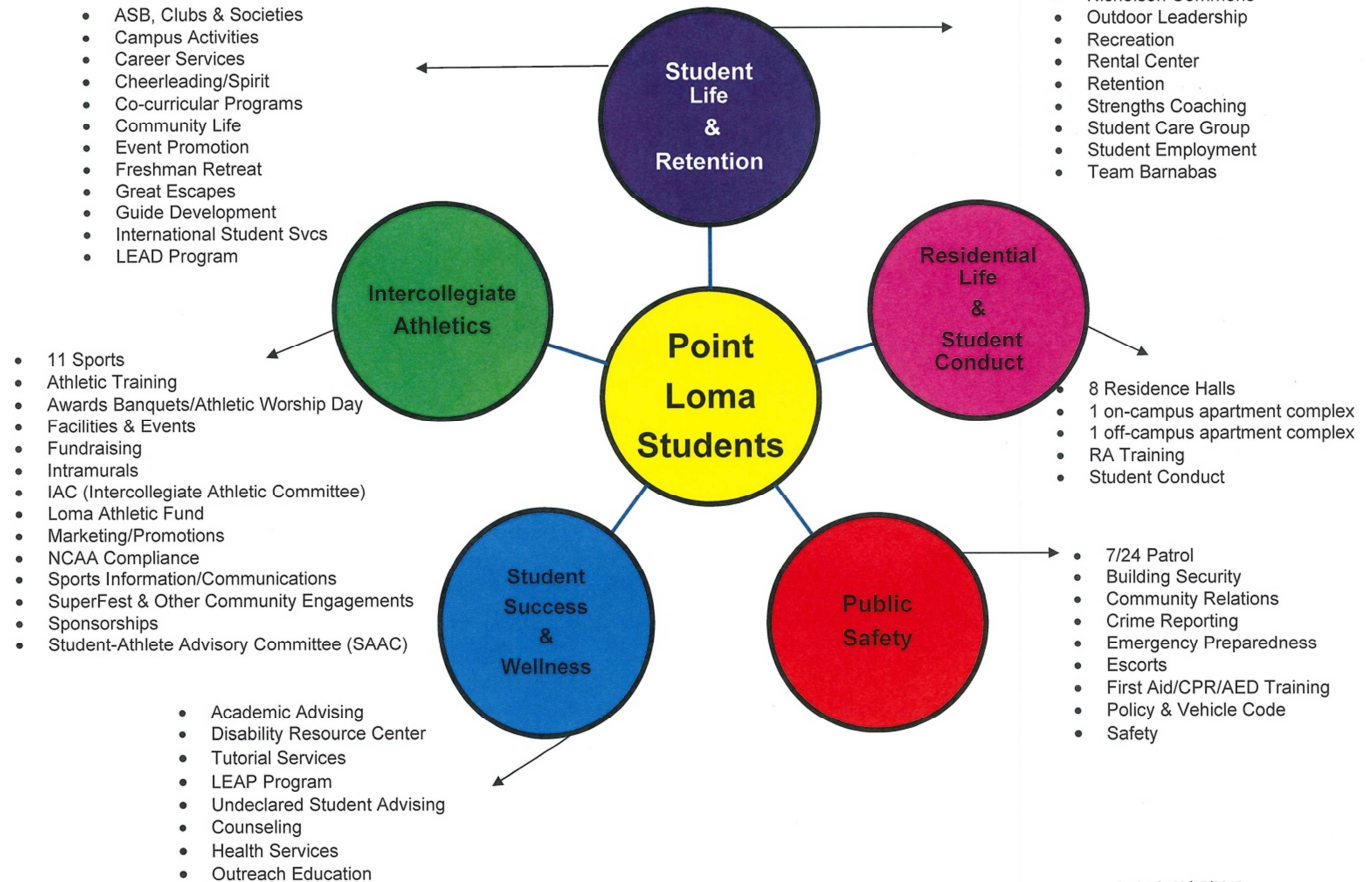 • ASB, Clubs & Societies
• Campus Activities
• Career Services
• Cheerleading/Spirit
• Co-curricular Programs
• Community Life
• Event Promotion
• Freshman Retreat
• Great Escapes
• Guide Development
• International Student Svcs
• LEAD Program
Student
Life
&
Retention
Nicholson Commons
• Outdoor Leadership
• Recreation
• Rental Center
• Retention
• Strengths Coaching
• Student Care Group
• Student Employment
• Team Barnabas
Intercollegiate
Athletics
Residential
Life
&
Student
Conduct
Point
Loma
Students
• 11 Sports
• Athletic Training
• Awards Banquets/Athletic Worship Day
• Facilities & Events
• Fundraising
• Intramurals
• IAC (Intercollegiate Athletic Committee)
• Loma Athletic Fund
• Marketing/Promotions
• NCAA Compliance
• Sports Information/Communications
• SuperFest & Other Community Engagements
• Sponsorships
• Student-Athlete Advisory Committee (SAAC)
• 8 Residence Halls
• 1 on-campus apartment complex
• 1 off-campus apartment complex
• RA Training
• Student Conduct
Student
Success
&
Wellness
Public
Safety
• 7/24 Patrol
• Building Security
• Community Relations
• Crime Reporting
• Emergency Preparedness
• Escorts
• First Aid/CPR/AED Training
• Policy & Vehicle Code
• Safety
• Academic Advising
• Disability Resource Center
• Tutorial Services
• LEAP Program
• Undeclared Student Advising
• Counseling
• Health Services
• Outreach Education